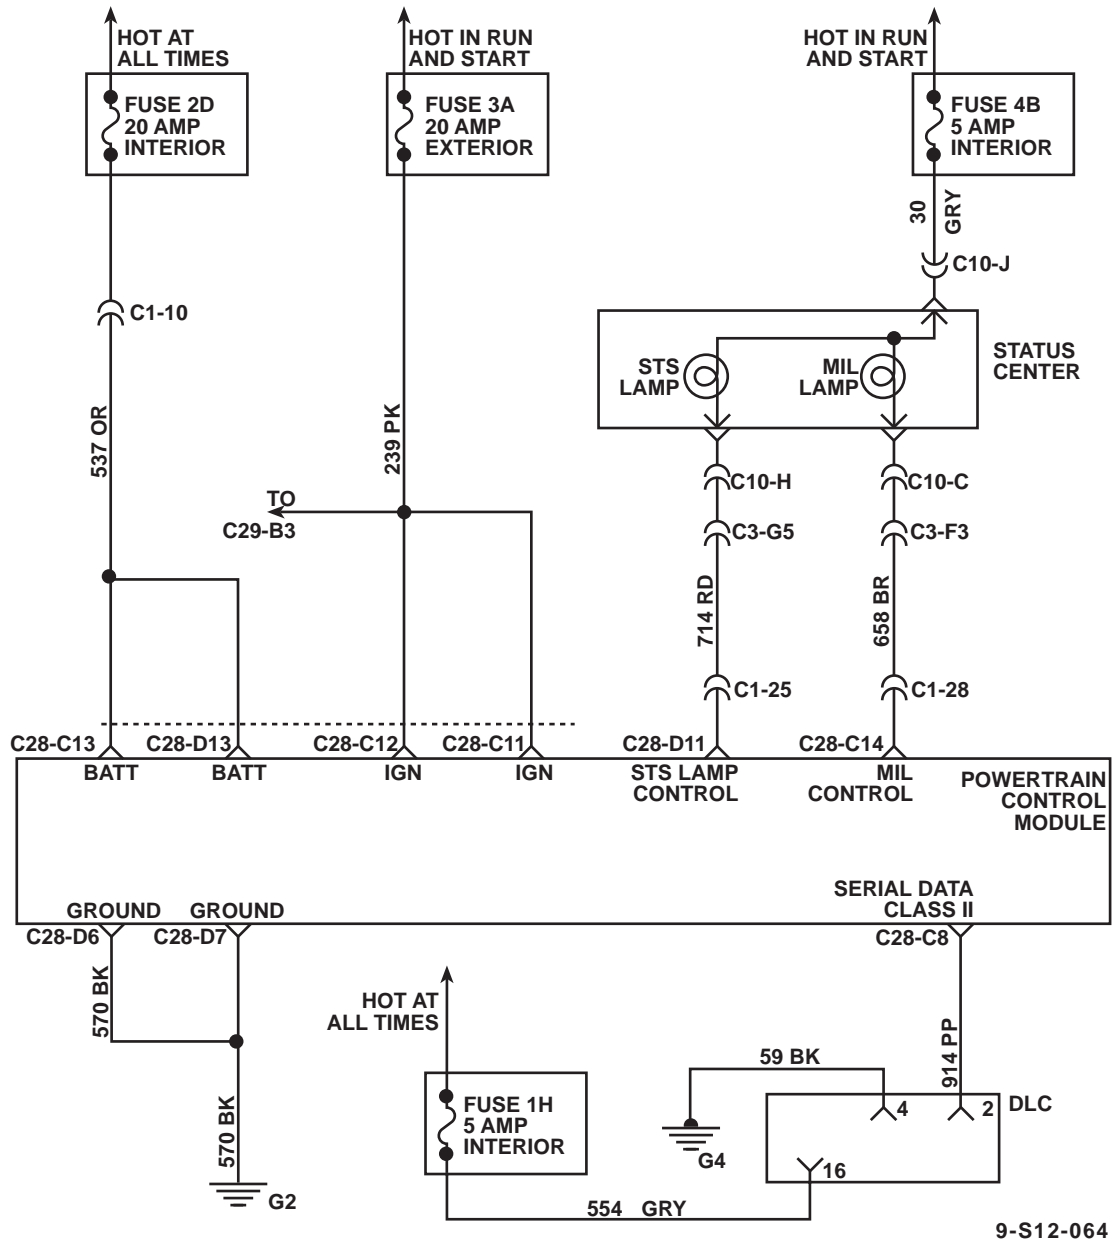 HOT AT
ALL TIMES
HOT IN RUN
AND START
HOT IN RUN
AND START
FUSE 2D
20 AMP
INTERIOR
FUSE 3A
20 AMP
EXTERIOR
FUSE 4B
5 AMP
INTERIOR
30
GRY
C10-J
C1-10
STATUS
CENTER
STS
LAMP
MIL
LAMP
537 OR
239 PK
C10-H
C10-C
TO
C29-B3
C3-G5
C3-F3
714 RD
658 BR
C1-25
C1-28
C28-C13
C28-D13
C28-C12
C28-C11
C28-D11
C28-C14
BATT
BATT
IGN
IGN
STS LAMP
CONTROL
MIL
CONTROL
POWERTRAIN
CONTROL
MODULE
SERIAL DATA
CLASS II
GROUND
GROUND
C28-D6
C28-D7
C28-C8
570 BK
HOT AT
ALL TIMES
914 PP
59 BK
FUSE 1H
5 AMP
INTERIOR
4
2
DLC
570 BK
G4
16
G2
554 GRY
9-S12-064